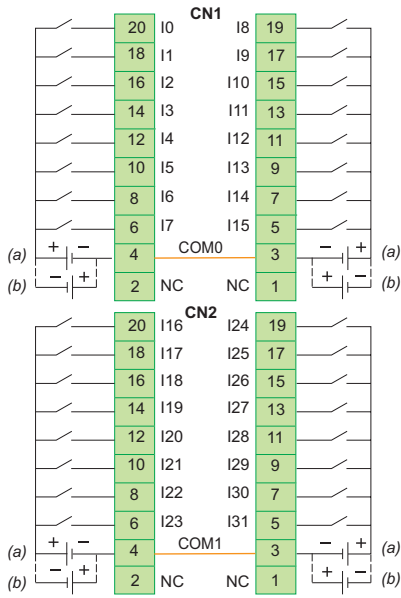 CN1
20 I0 I8 19
18 I1 I9 17
16 I2 I10 15
14 I3 I11 13
12 I4 I12 11
10 I5 I13 9
8 I6 I14 7
6 I7 I15 5
(a) + − 4 COM0 3 − + (a)
(b) − + 2 NC NC 1 + − (b)
CN2
20 I16 I24 19
18 I17 I25 17
16 I18 I26 15
14 I19 I27 13
12 I20 I28 11
10 I21 I29 9
8 I22 I30 7
6 I23 I31 5
(a) + − 4 COM1 3 − + (a)
(b) − + 2 NC NC 1 + − (b)